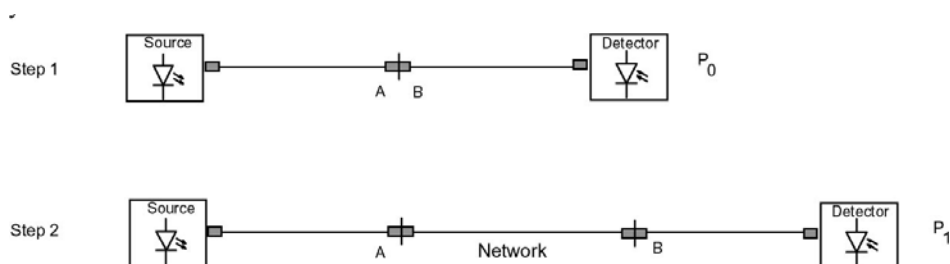 Source
Detector
Step 1
P0
A B
Source
Detector
Step 2
P1
A
Network
B